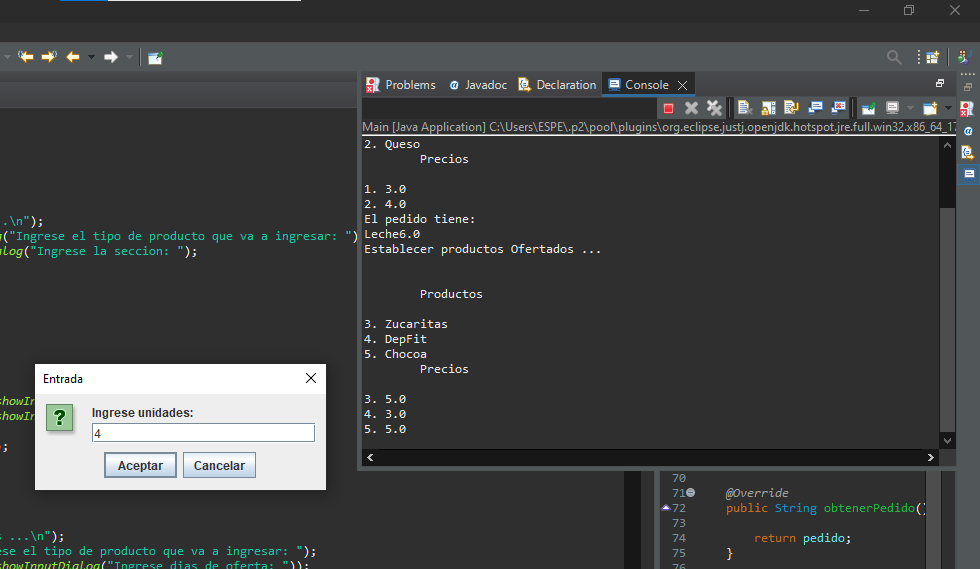 Problems
@ Javadoc
Declaration
Console
Main [Java Application] C:\Users\ESPE\.p2\pool\plugins\org.eclipse.justj.openjdk.hotspot.jre.full.win32.x86_64_17
2. Queso
Precios
1. 3.0
2. 4.0
El pedido tiene:
Leche6.0
Establecer productos Ofertados ...
Productos
3. Zucaritas
4. DepFit
5. Chocoa
Precios
3. 5.0
4. 3.0
5. 5.0
.\n");
("Ingrese el tipo de producto que va a ingresar: ")
log("Ingrese la seccion: ");
showIn
showIn
);
Entrada
Ingrese unidades:
4
Aceptar
Cancelar
s ...\n");
ese el tipo de producto que va a ingresar: ");
showInputDialog("Ingrese dias de oferta: "));
70
71 @Override
72 public String obtenerPedido()
73
74 return pedido;
75 }
76